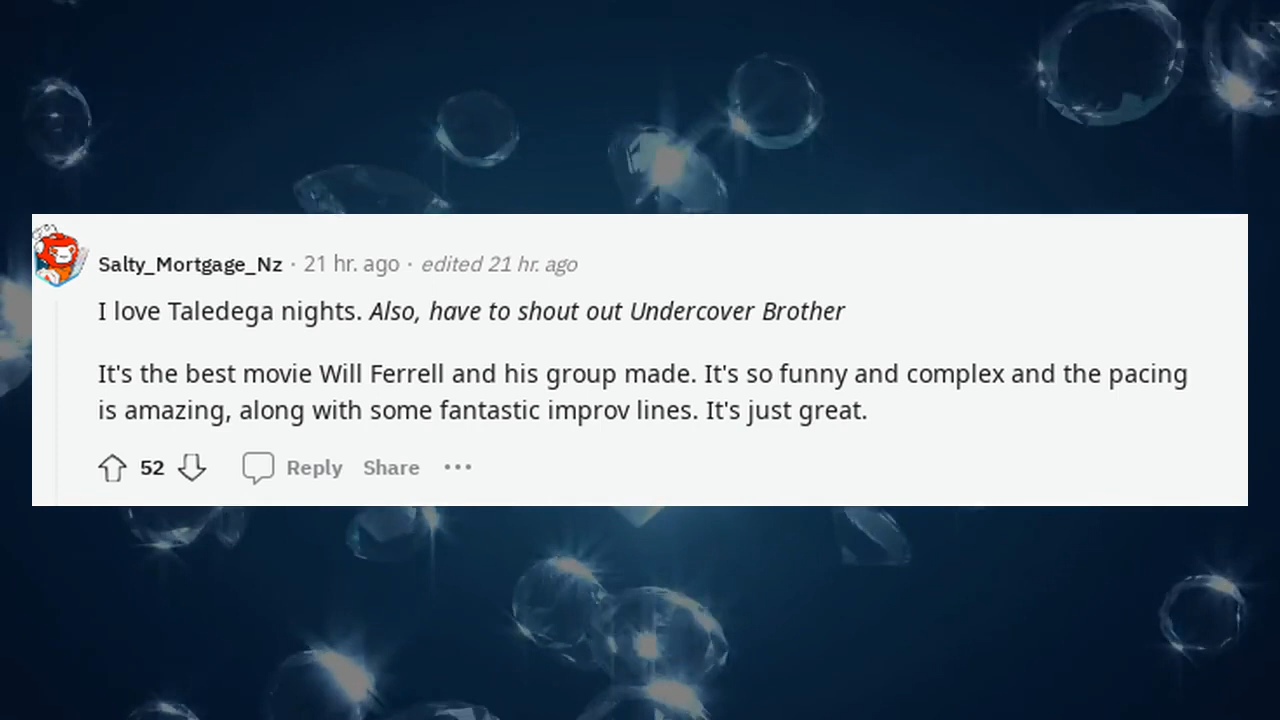 Salty_Mortgage_Nz · 21 hr. ago · edited 21 hr. ago
I love Taledega nights. Also, have to shout out Undercover Brother
It's the best movie Will Ferrell and his group made. It's so funny and complex and the pacing
is amazing, along with some fantastic improv lines. It's just great.
52 Reply Share ···